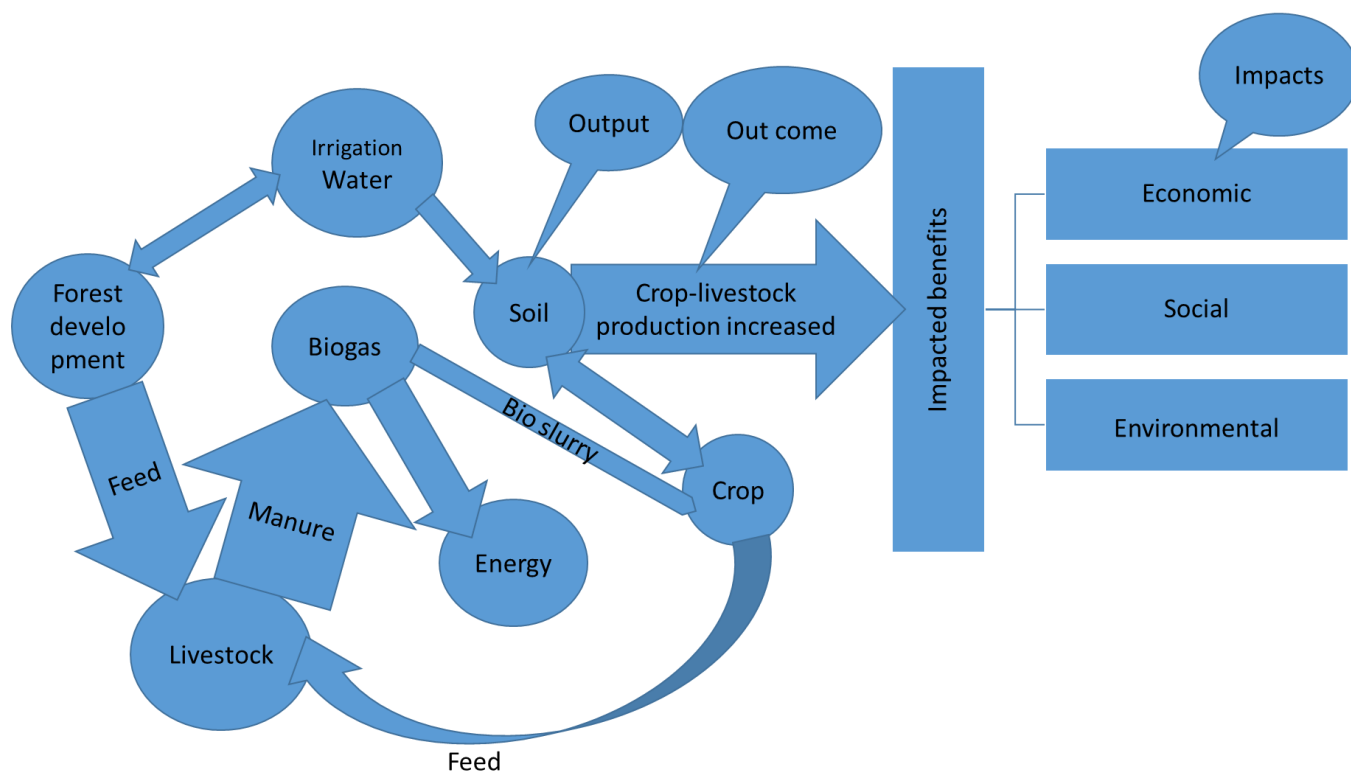 Impacts
Output
Out come
Irrigation
Water
Economic
Forest
develo
pment
Soil
Crop-livestock
production increased
Impacted benefits
Social
Biogas
Bio slurry
Environmental
Feed
Manure
Crop
Energy
Livestock
Feed